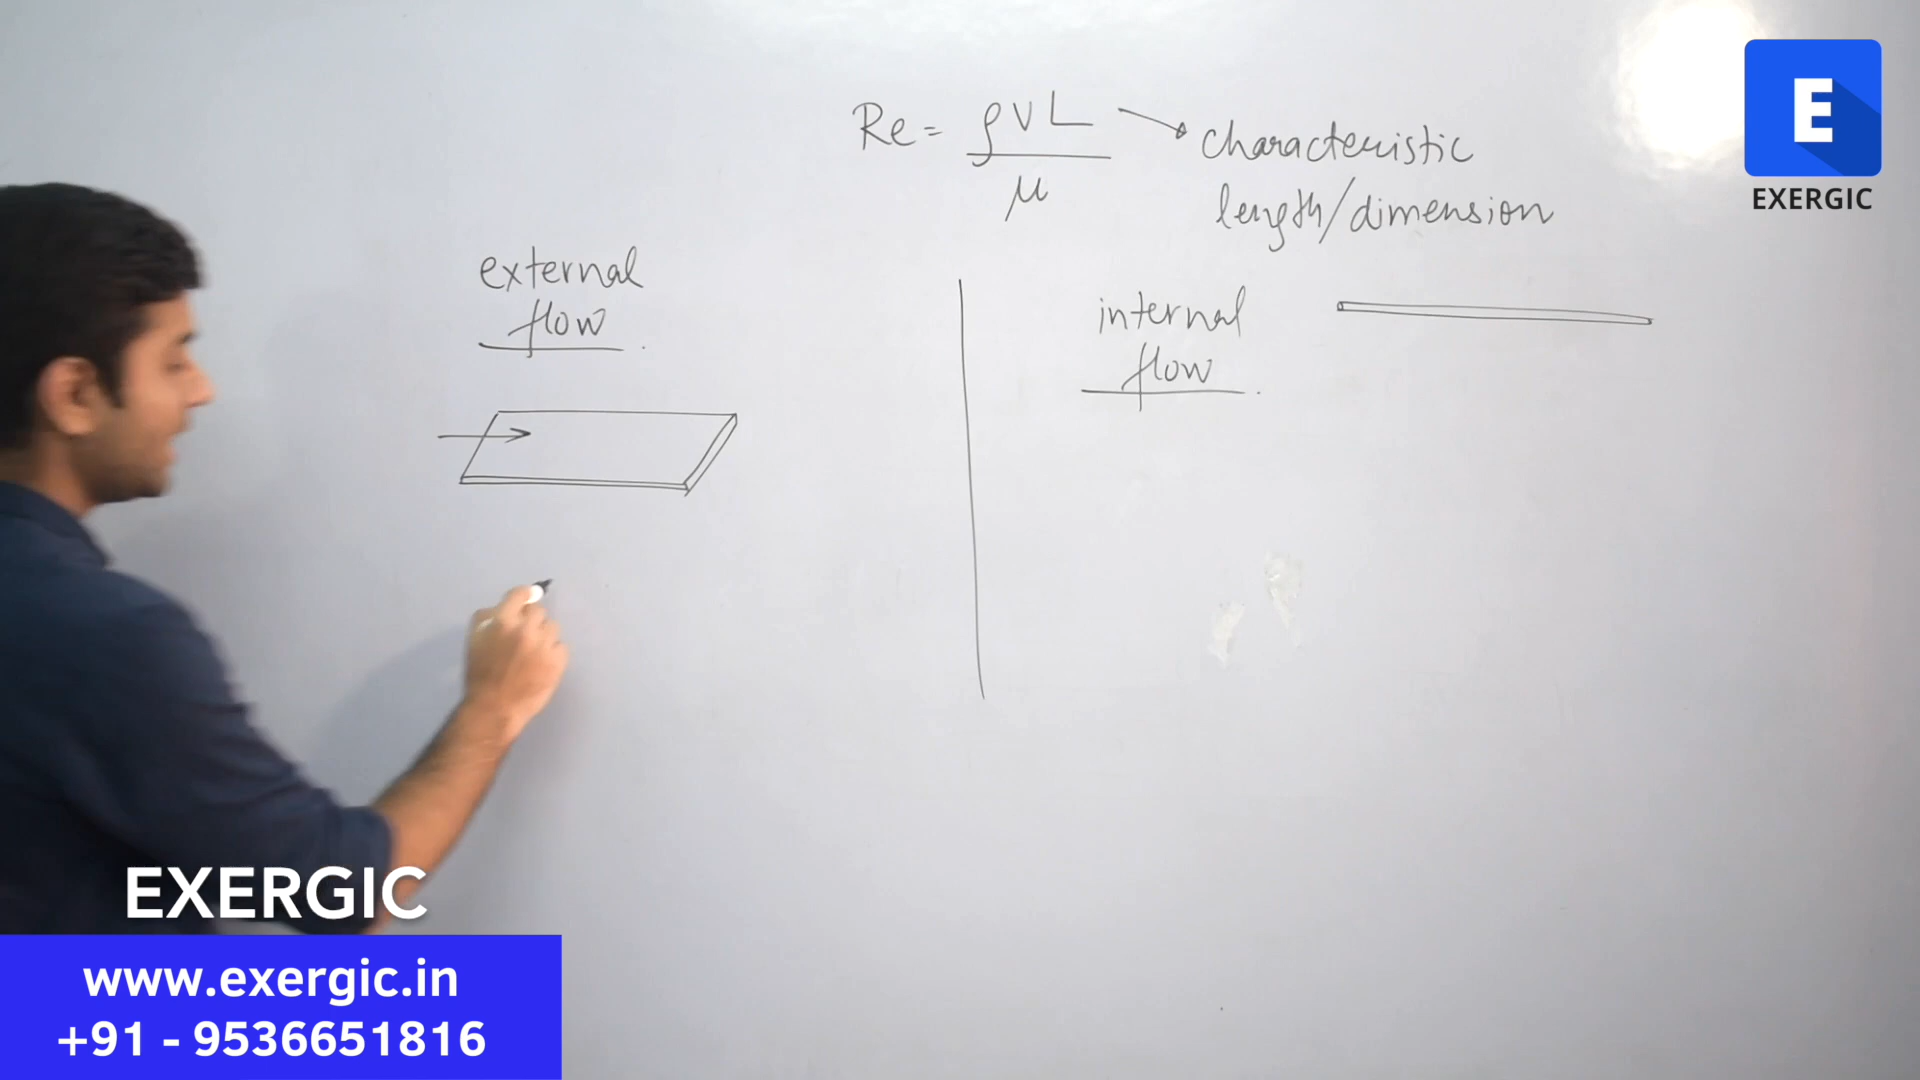 Re = ρVL
μ
characteristic
length/dimension
external
flow
internal
flow
E
EXERGIC
EXERGIC
www.exergic.in
+91 - 9536651816